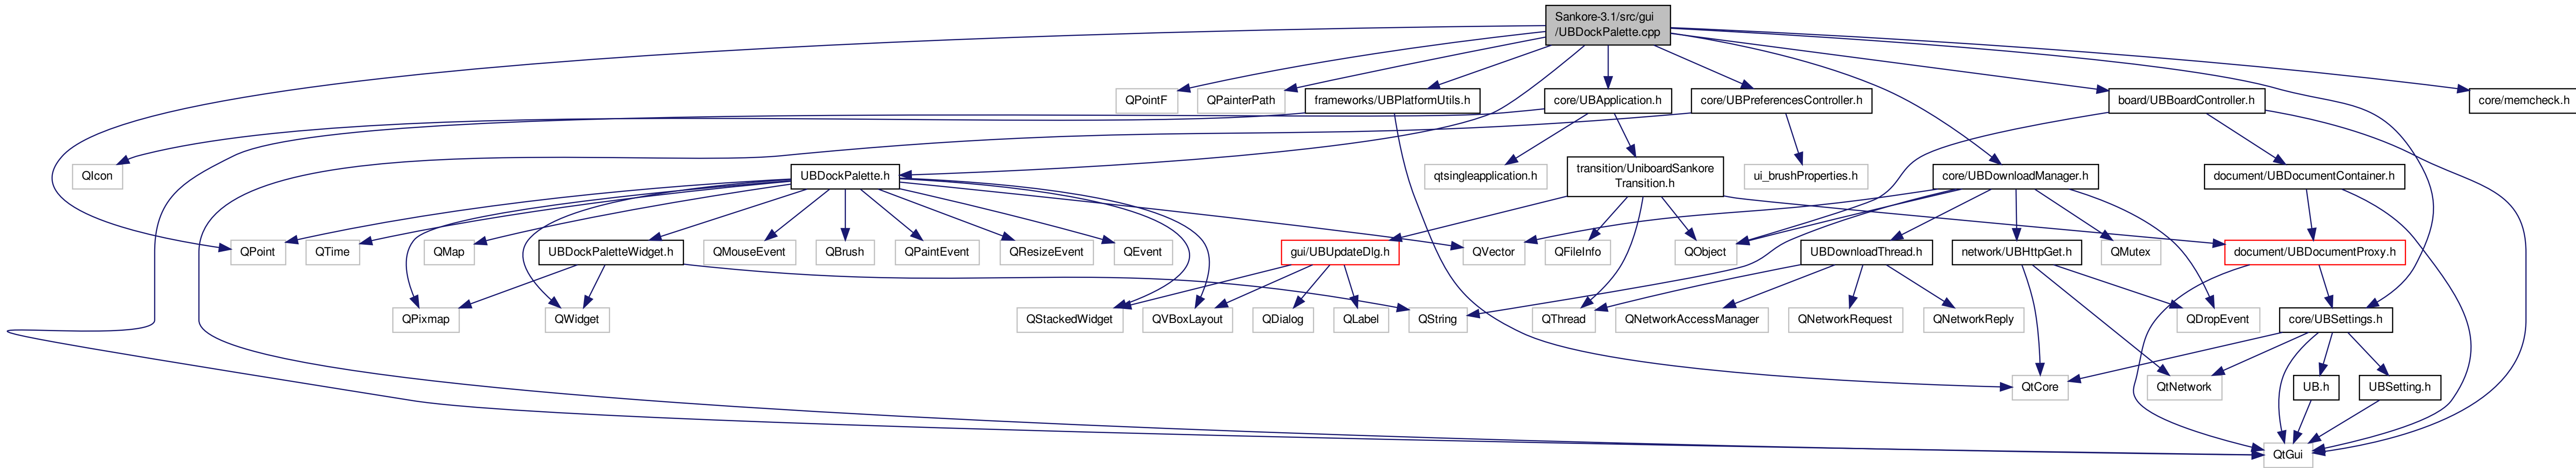 Sankore-3.1/src/gui
/UBDockPalette.cpp
QPointF
QPainterPath
frameworks/UBPlatformUtils.h
core/UBApplication.h
core/UBPreferencesController.h
board/UBBoardController.h
core/memcheck.h
QIcon
UBDockPalette.h
qtsingleapplication.h
transition/UniboardSankore
Transition.h
ui_brushProperties.h
core/UBDownloadManager.h
document/UBDocumentContainer.h
QPoint
QTime
QMap
UBDockPaletteWidget.h
QMouseEvent
QBrush
QPaintEvent
QResizeEvent
QEvent
gui/UBUpdateDlg.h
QVector
QFileInfo
QObject
UBDownloadThread.h
network/UBHttpGet.h
QMutex
document/UBDocumentProxy.h
QPixmap
QWidget
QStackedWidget
QVBoxLayout
QDialog
QLabel
QString
QThread
QNetworkAccessManager
QNetworkRequest
QNetworkReply
QDropEvent
core/UBSettings.h
QtCore
QtNetwork
UB.h
UBSetting.h
QtGui